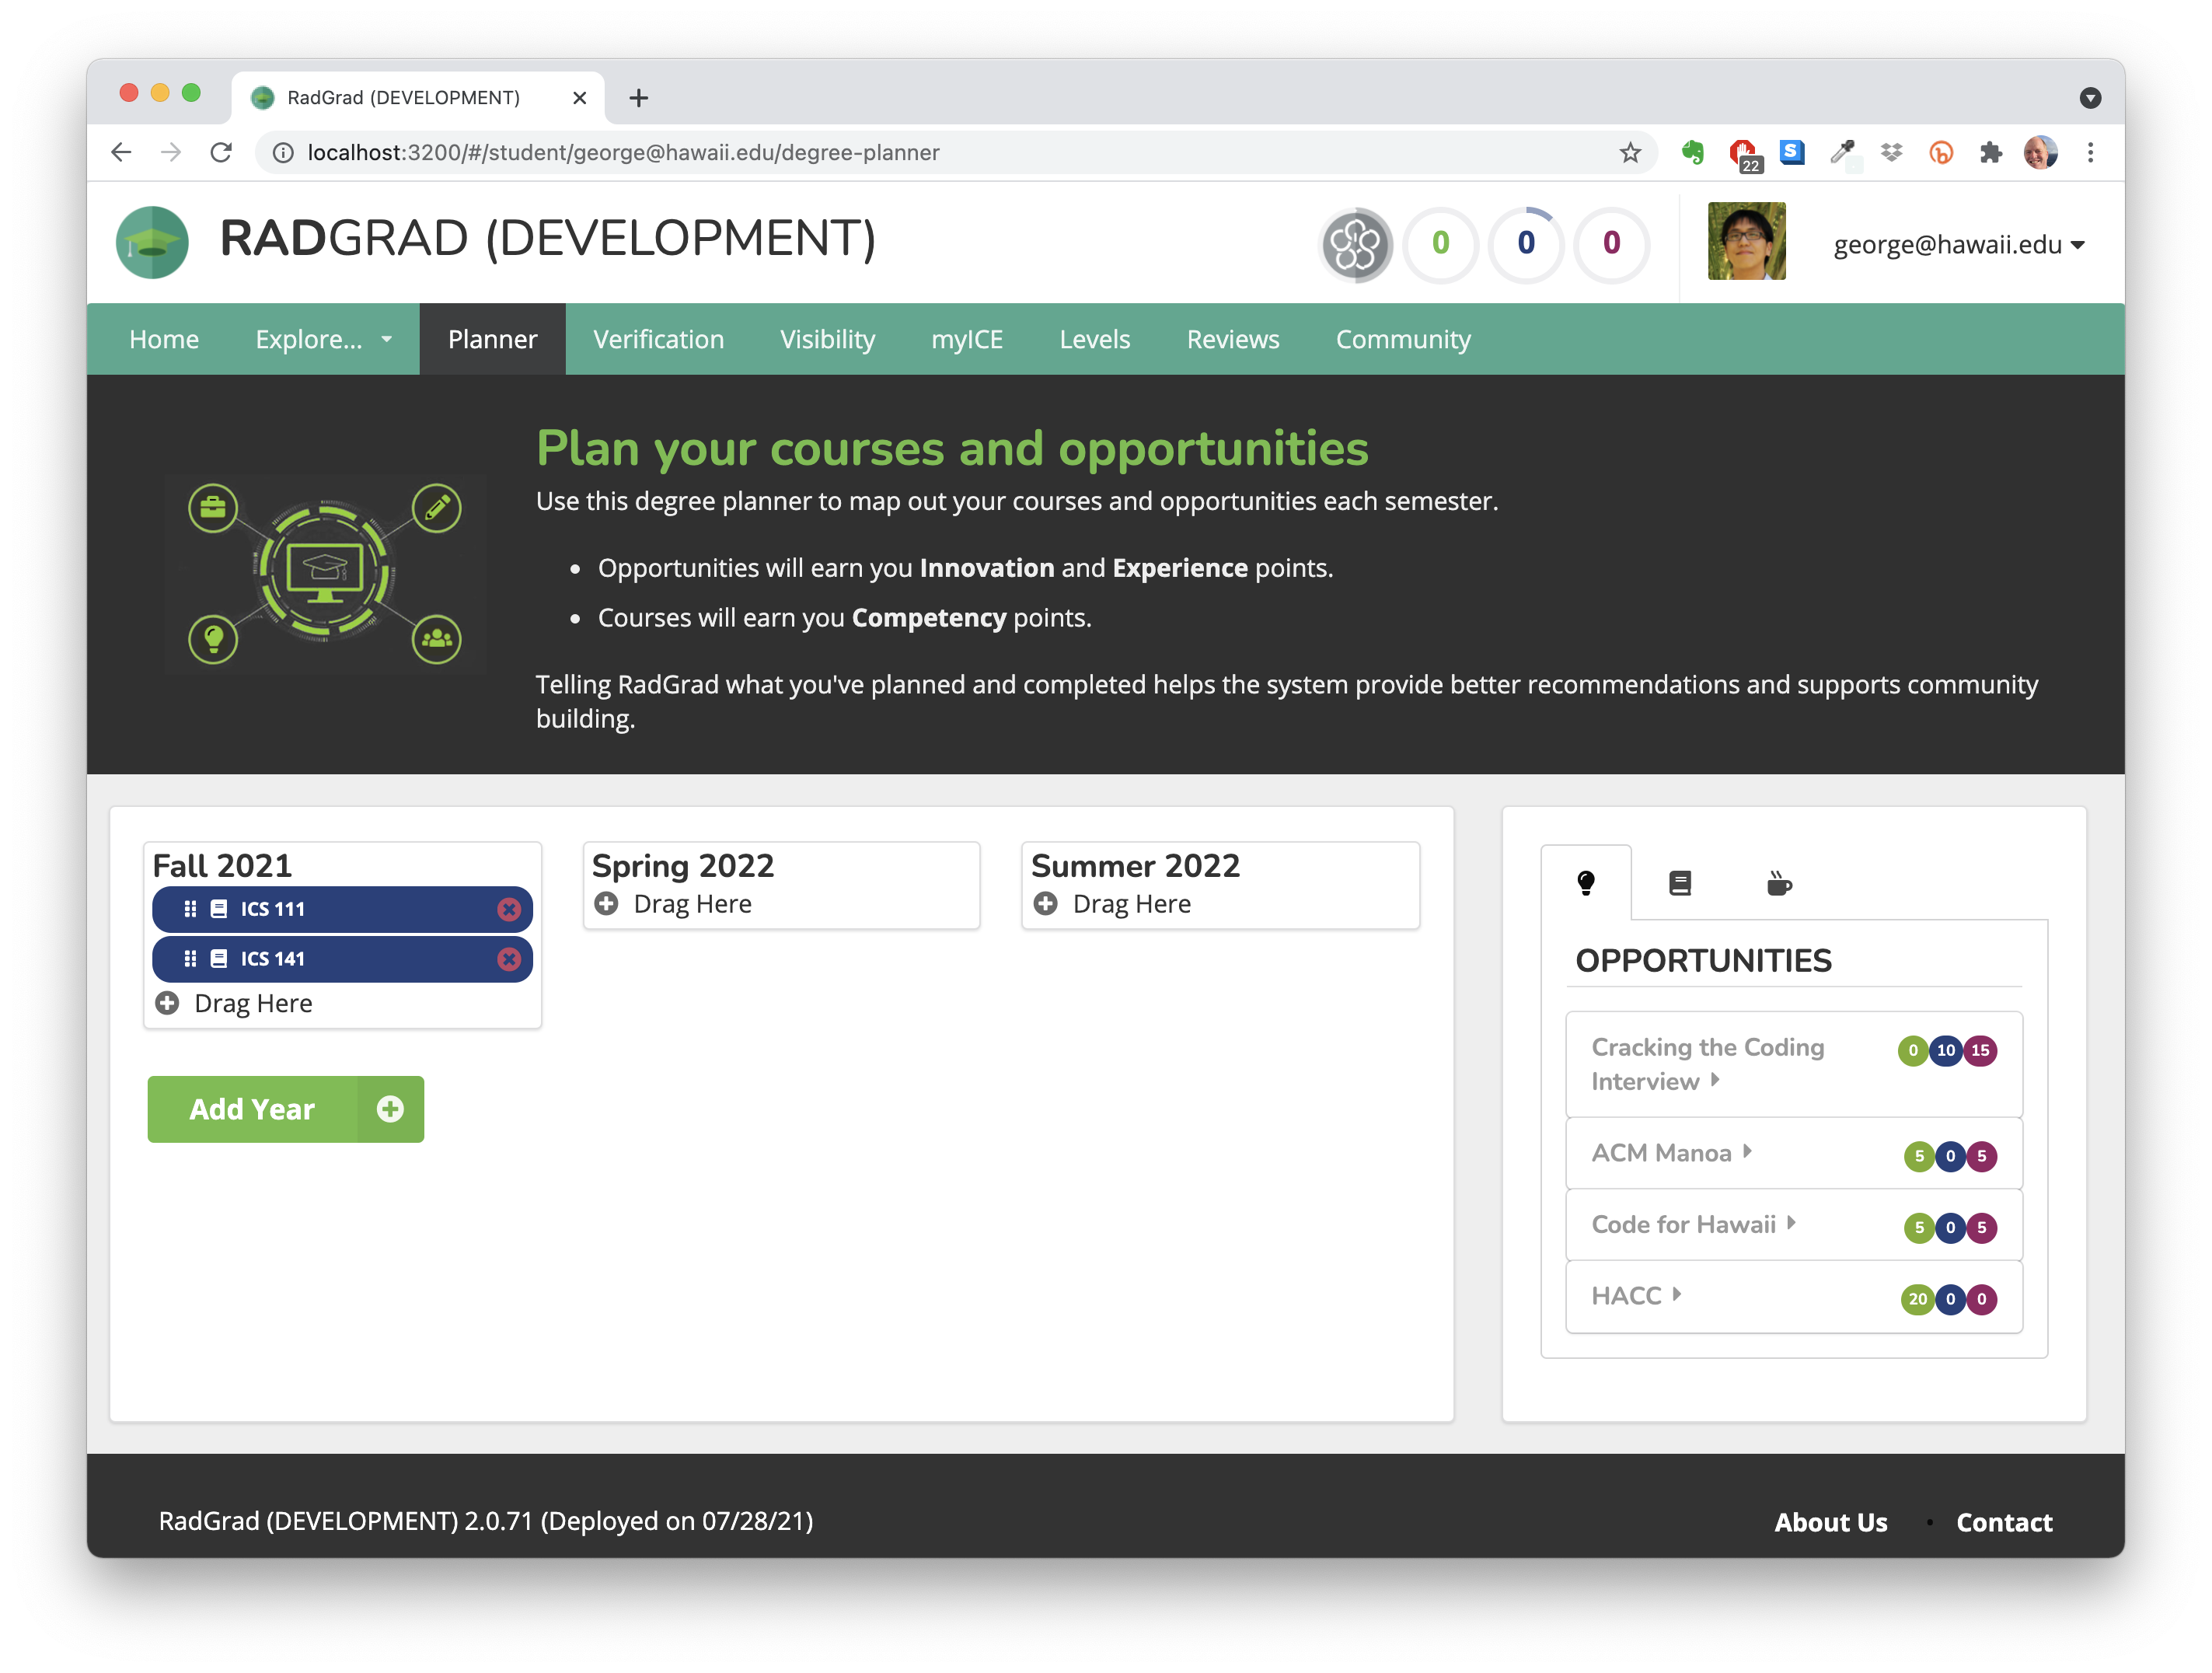 RadGrad (DEVELOPMENT)
localhost:3200/#/student/george@hawaii.edu/degree-planner
22
RADGRAD (DEVELOPMENT)
0 0 0
george@hawaii.edu
Home Explore... Planner Verification Visibility myICE Levels Reviews Community
Plan your courses and opportunities
Use this degree planner to map out your courses and opportunities each semester.
• Opportunities will earn you Innovation and Experience points.
• Courses will earn you Competency points.
Telling RadGrad what you've planned and completed helps the system provide better recommendations and supports community
building.
Fall 2021
ICS 111
ICS 141
Drag Here
Spring 2022
Drag Here
Summer 2022
Drag Here
Add Year
OPPORTUNITIES
Cracking the Coding
Interview
0 10 15
ACM Manoa
5 0 5
Code for Hawaii
5 0 5
HACC
20 0 0
RadGrad (DEVELOPMENT) 2.0.71 (Deployed on 07/28/21)
About Us • Contact